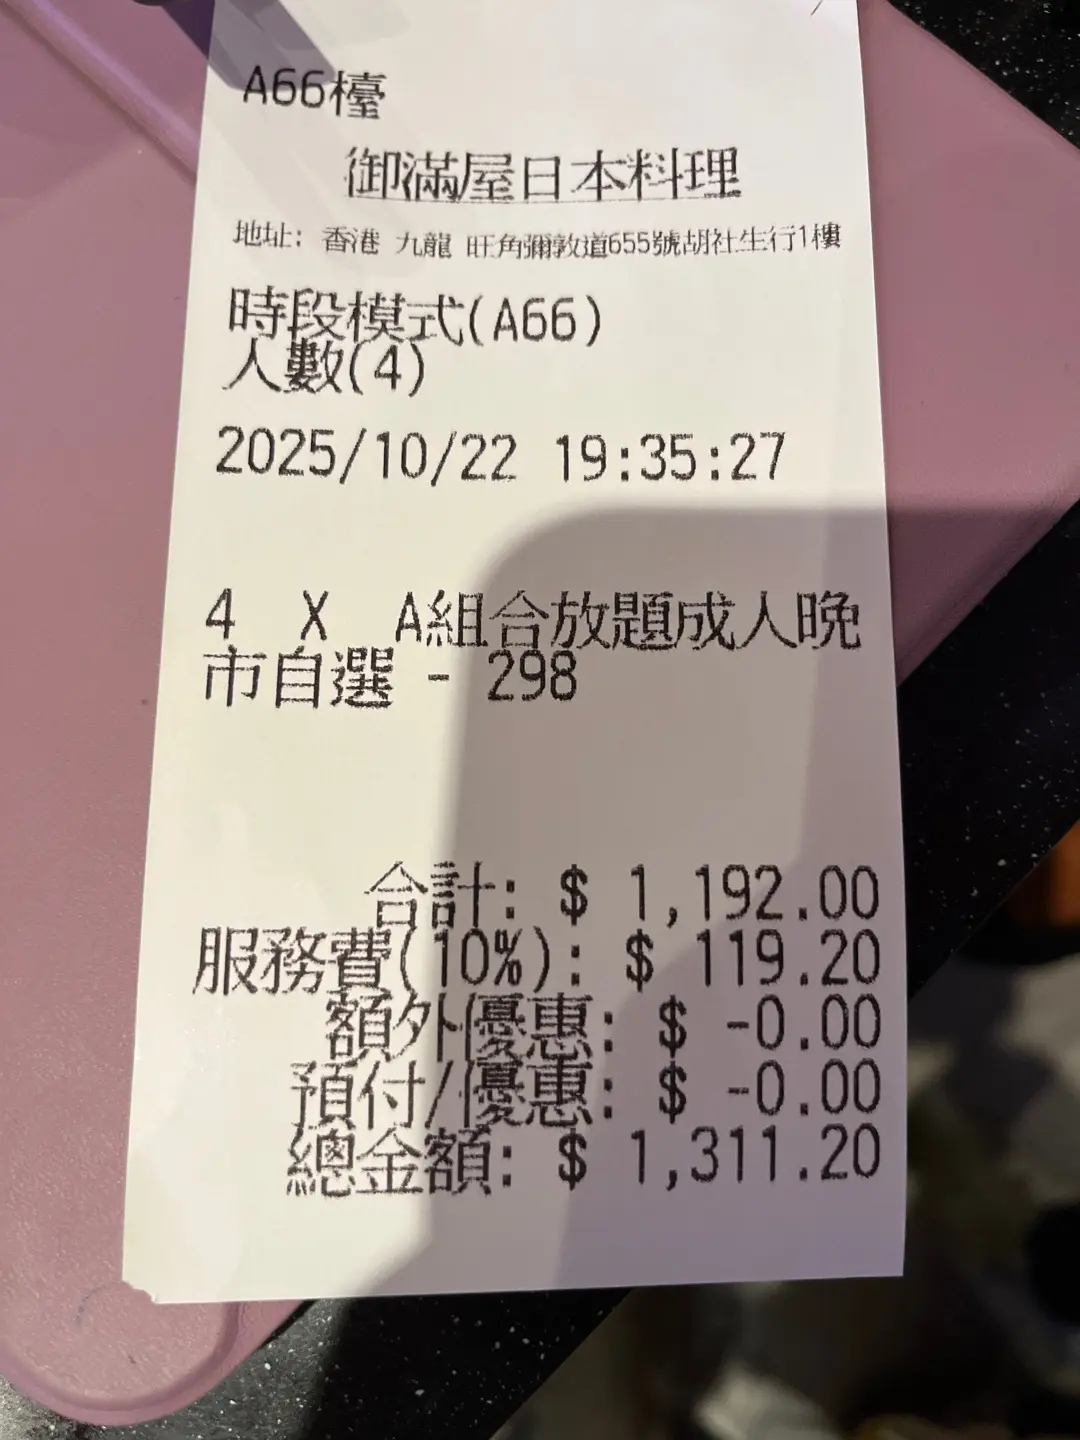 A66檯
御滿屋日本料理
地址: 香港 九龍 旺角彌敦道655號胡社生行1樓
時段模式(A66)
人數(4)
2025/10/22 19:35:27
4 X A組合放題成人晚
市自選 - 298
合計: $ 1,192.00
服務費(10%): $ 119.20
額外優惠: $ -0.00
預付/優惠: $ -0.00
總金額: $ 1,311.20